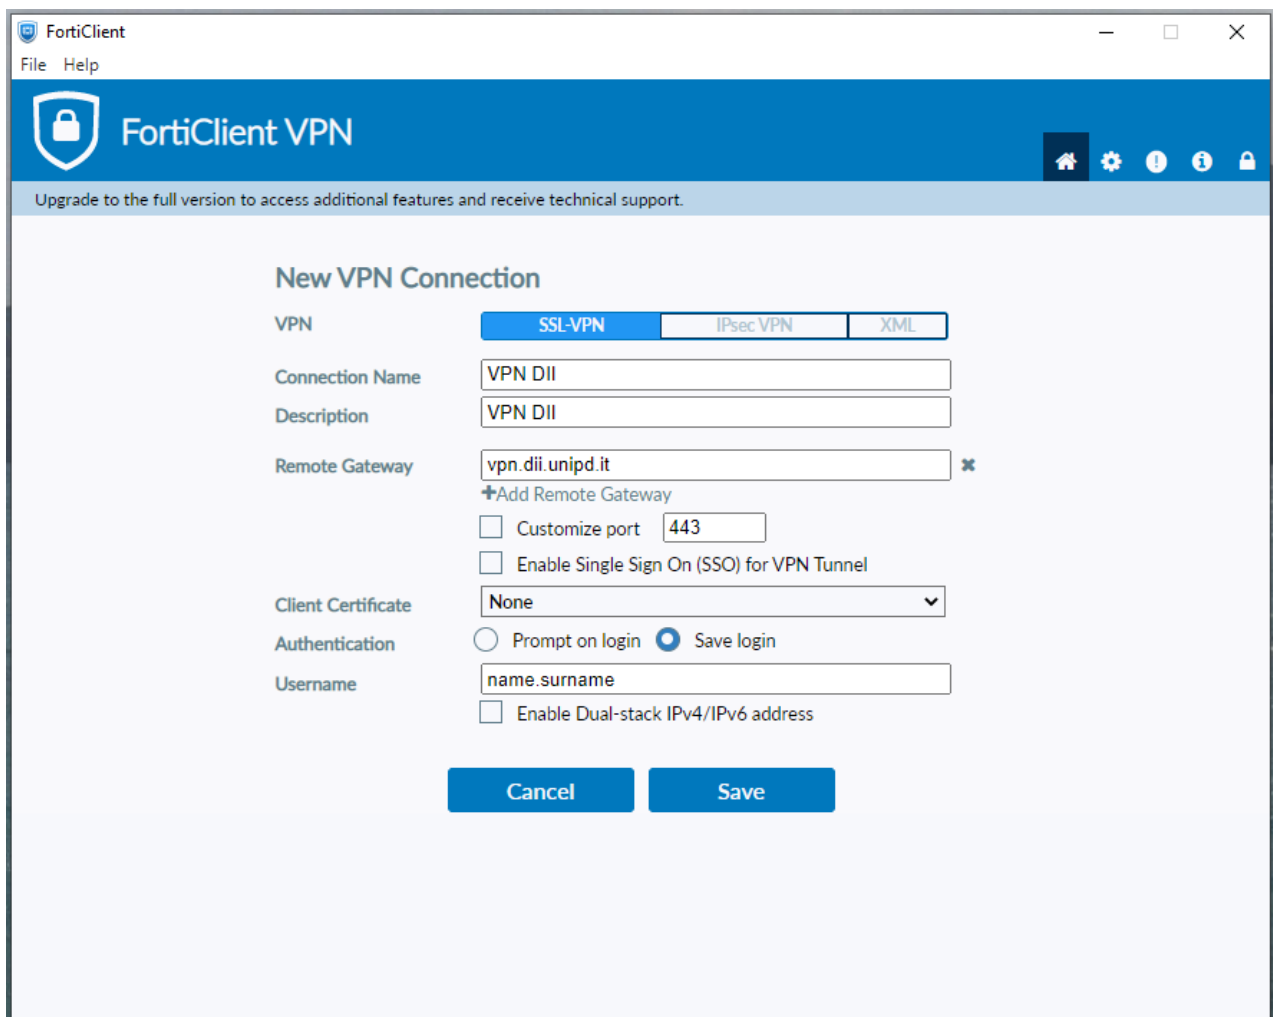 FortiClient
File Help
FortiClient VPN
Upgrade to the full version to access additional features and receive technical support.
New VPN Connection
VPN SSL-VPN IPsec VPN XML
Connection Name VPN DII
Description VPN DII
Remote Gateway vpn.dii.unipd.it
+Add Remote Gateway
Customize port 443
Enable Single Sign On (SSO) for VPN Tunnel
Client Certificate None
Authentication Prompt on login Save login
Username name.surname
Enable Dual-stack IPv4/IPv6 address
Cancel Save